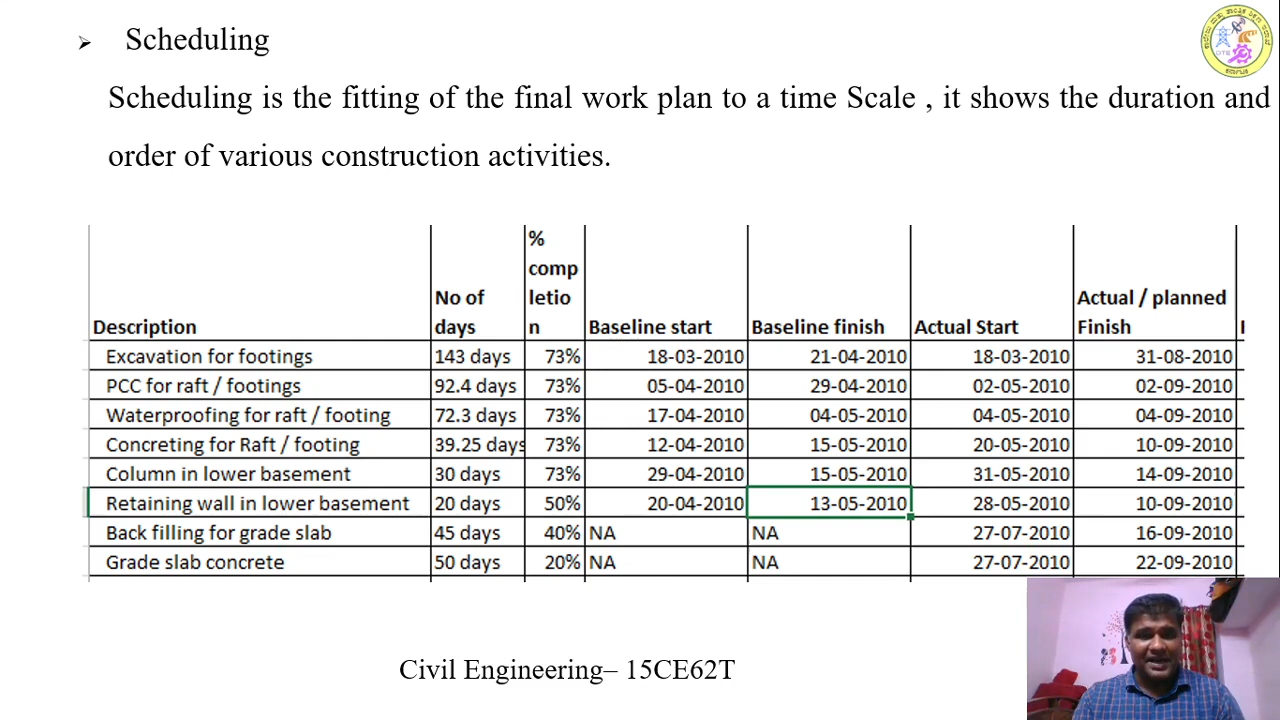 ➢ Scheduling
Scheduling is the fitting of the final work plan to a time Scale , it shows the duration and
order of various construction activities.
Description No of days % completion Baseline start Baseline finish Actual Start Actual / planned Finish
Excavation for footings 143 days 73% 18-03-2010 21-04-2010 18-03-2010 31-08-2010
PCC for raft / footings 92.4 days 73% 05-04-2010 29-04-2010 02-05-2010 02-09-2010
Waterproofing for raft / footing 72.3 days 73% 17-04-2010 04-05-2010 04-05-2010 04-09-2010
Concreting for Raft / footing 39.25 days 73% 12-04-2010 15-05-2010 20-05-2010 10-09-2010
Column in lower basement 30 days 73% 29-04-2010 15-05-2010 31-05-2010 14-09-2010
Retaining wall in lower basement 20 days 50% 20-04-2010 13-05-2010 28-05-2010 10-09-2010
Back filling for grade slab 45 days 40% NA NA 27-07-2010 16-09-2010
Grade slab concrete 50 days 20% NA NA 27-07-2010 22-09-2010
Civil Engineering– 15CE62T
DTE